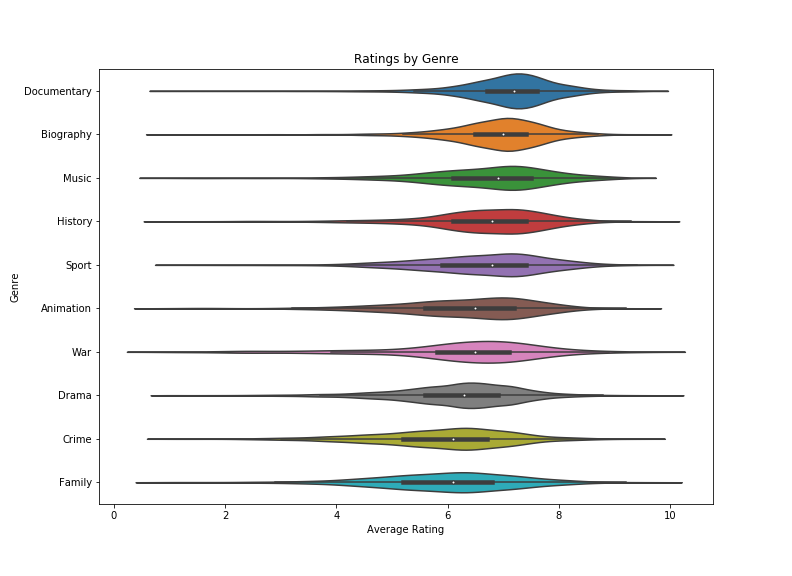 Ratings by Genre
Documentary
Biography
Music
History
Sport
Animation
War
Drama
Crime
Family
Genre
0 2 4 6 8 10
Average Rating